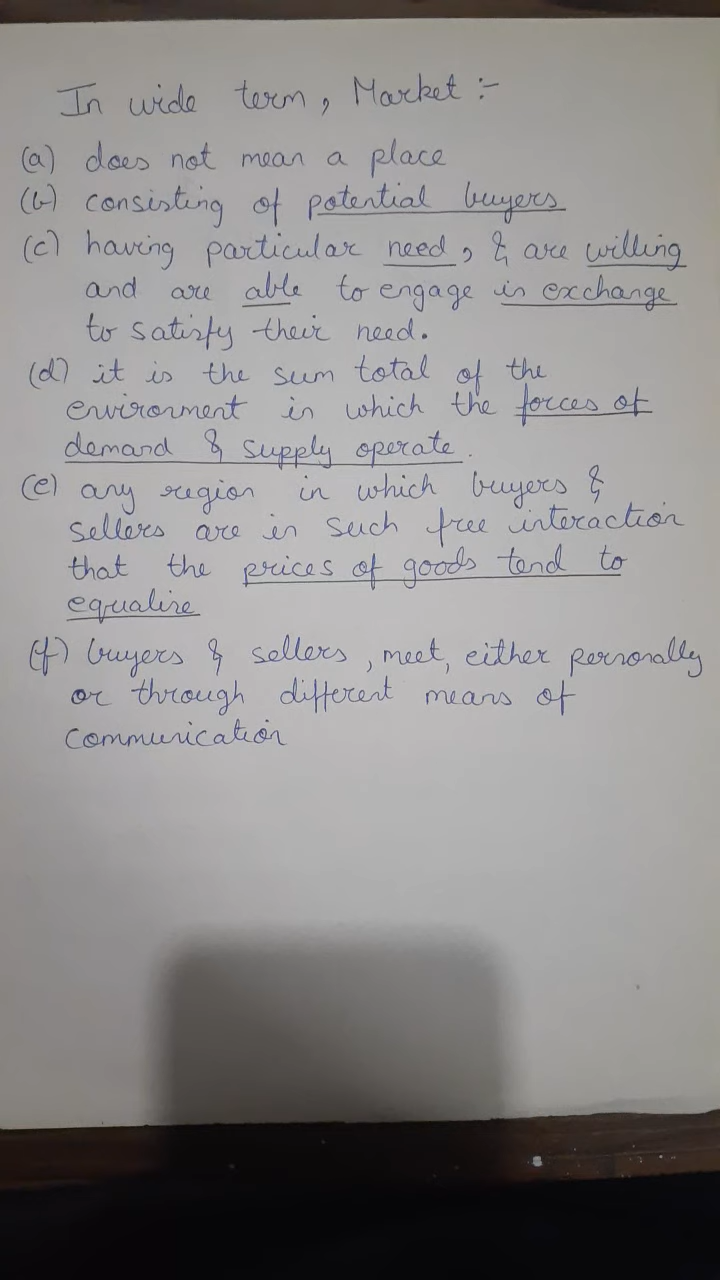 In wide term, Market :-
(a) does not mean a place
(b) consisting of potential buyers
(c) having particular need, & are willing
and are able to engage in exchange
to satisfy their need.
(d) it is the sum total of the
environment in which the forces of
demand & supply operate.
(e) any region in which buyers &
sellers are in such free interaction
that the prices of goods tend to
equalize
(f) buyers & sellers, meet, either personally
or through different means of
communication